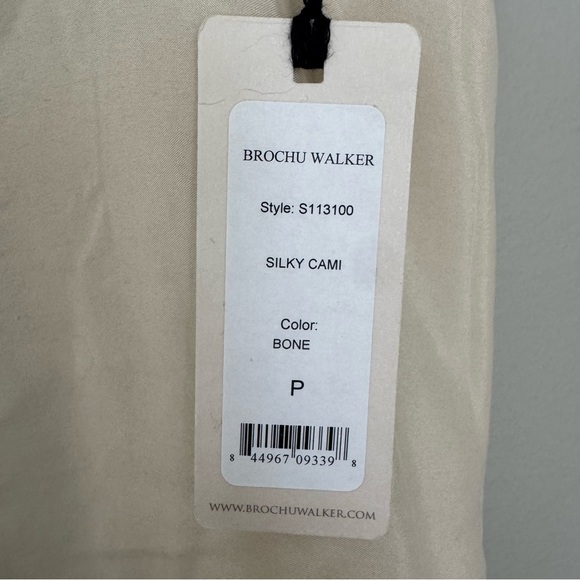 BROCHU WALKER
Style: S113100
SILKY CAMI
Color:
BONE
P
8 44967 09339 8
WWW.BROCHUWALKER.COM